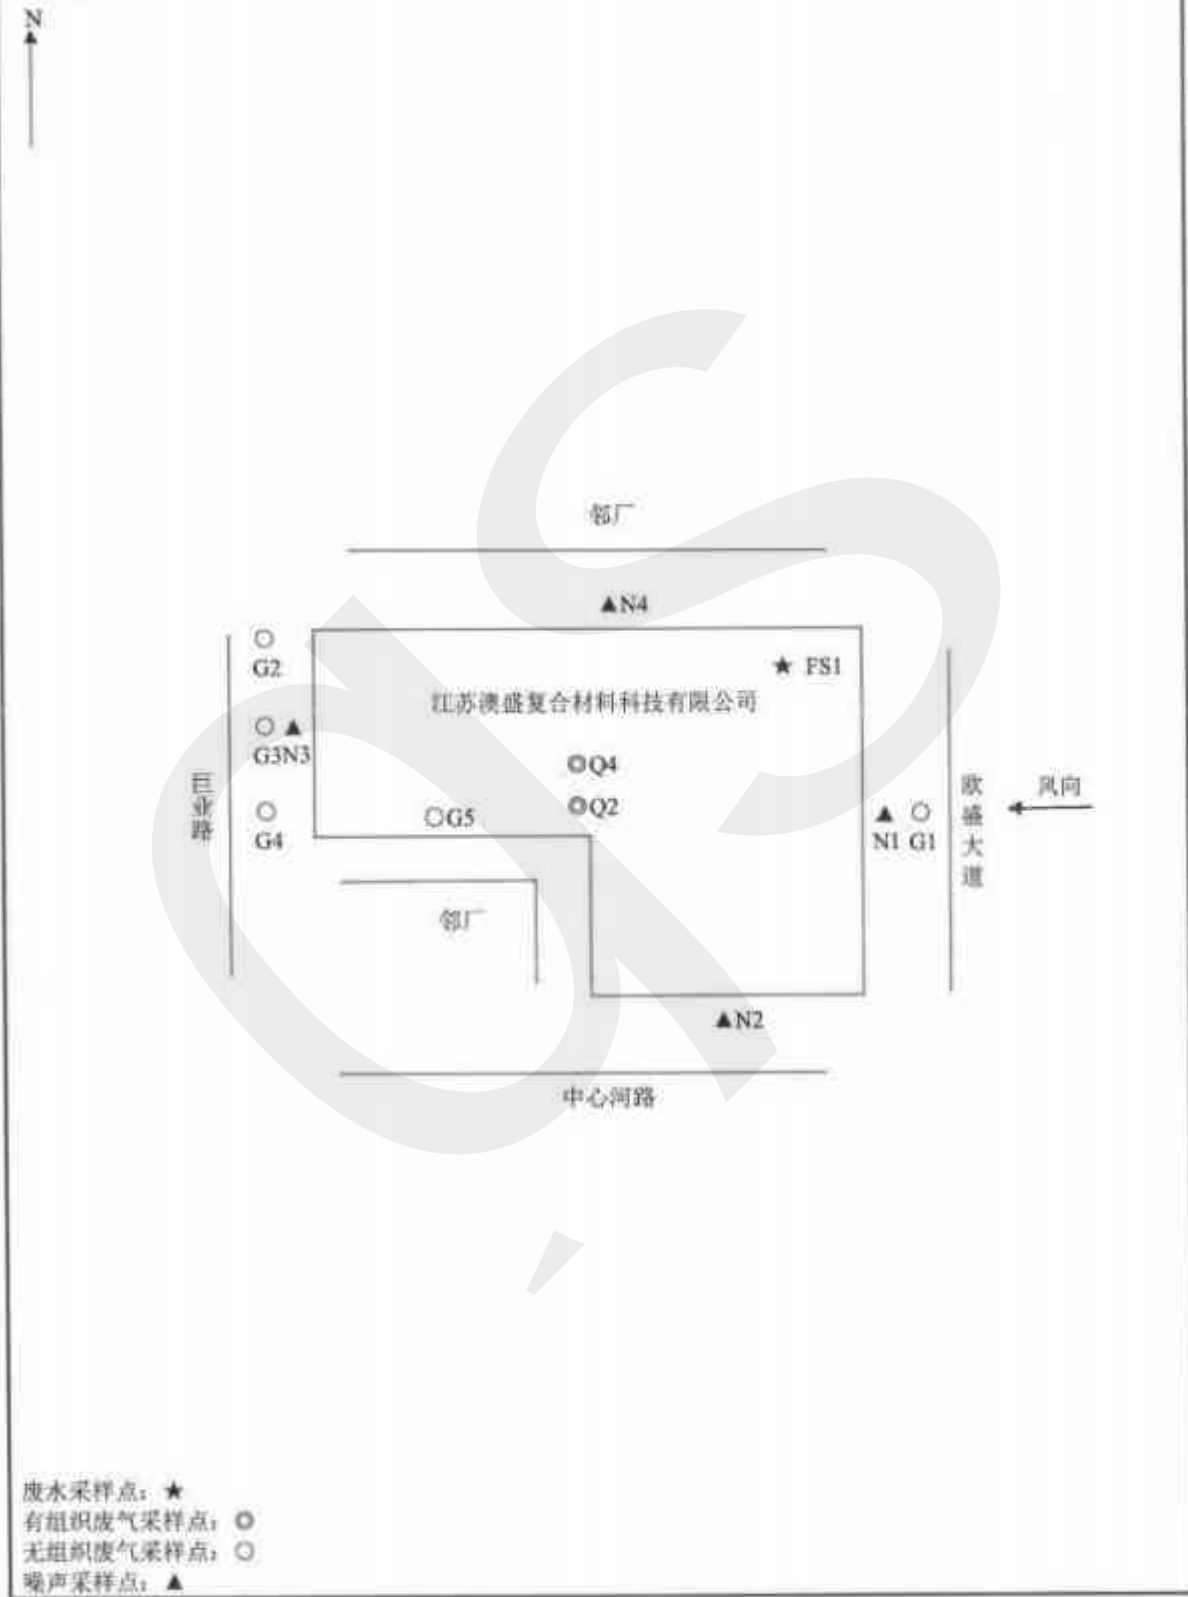 N
邻厂
▲N4
G2
★ FS1
江苏澳盛复合材料科技有限公司
G3N3
◎Q4
巨业路
◎Q2
○G5
G4
欧盛大道
风向
N1 G1
邻厂
▲N2
中心河路
废水采样点：★
有组织废气采样点：◎
无组织废气采样点：○
噪声采样点：▲